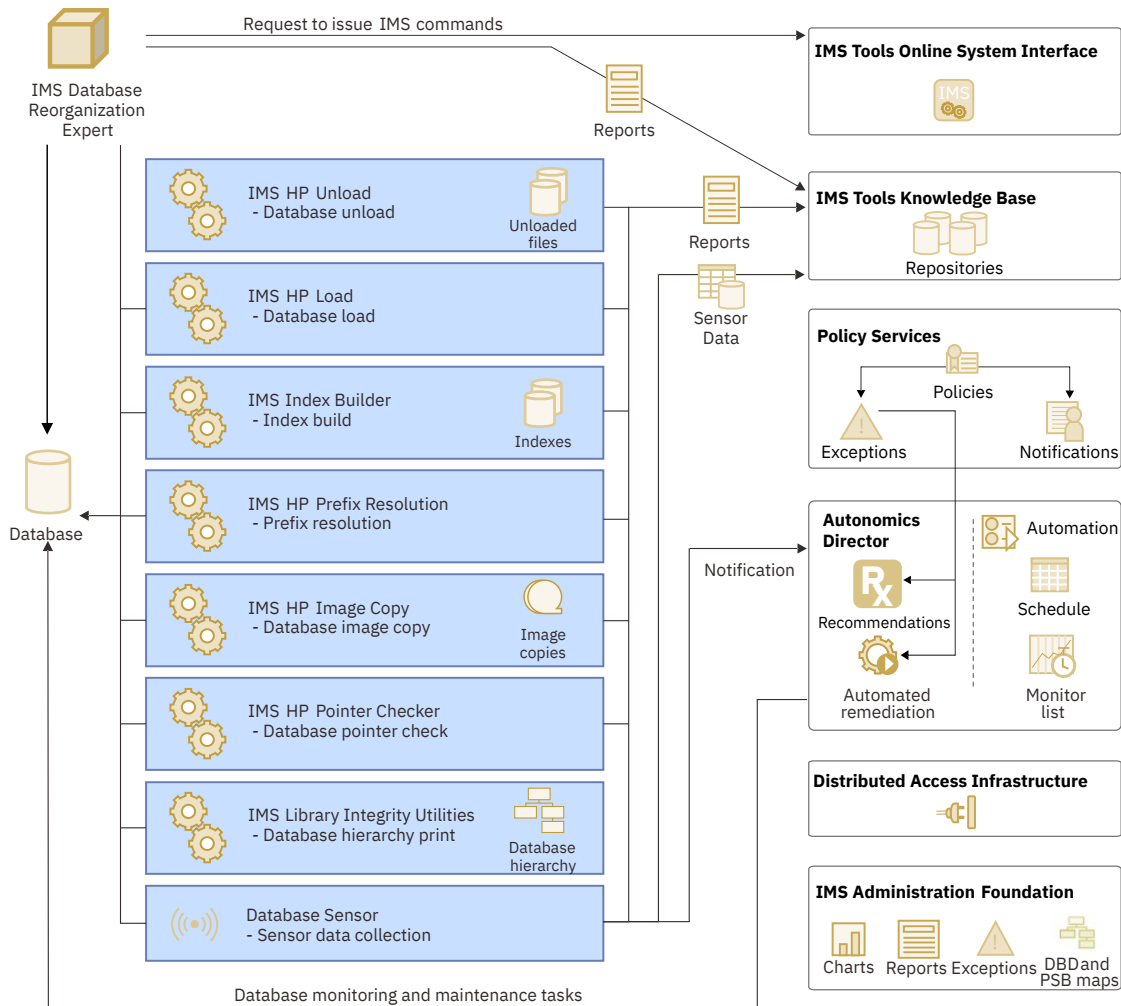 Request to issue IMS commands
IMS Database
Reorganization
Expert
Reports
IMS Tools Online System Interface
IMS
IMS HP Unload
- Database unload
Unloaded
files
Reports
IMS Tools Knowledge Base
Repositories
IMS HP Load
- Database load
Sensor
Data
Policy Services
Policies
Exceptions
Notifications
IMS Index Builder
- Index build
Indexes
Database
IMS HP Prefix Resolution
- Prefix resolution
Notification
Autonomics
Director
Rx
Recommendations
Automated
remediation
Automation
Schedule
Monitor
list
IMS HP Image Copy
- Database image copy
Image
copies
IMS HP Pointer Checker
- Database pointer check
IMS Library Integrity Utilities
- Database hierarchy print
Database
hierarchy
Distributed Access Infrastructure
Database Sensor
- Sensor data collection
IMS Administration Foundation
Charts
Reports
Exceptions
DBD and
PSB maps
Database monitoring and maintenance tasks